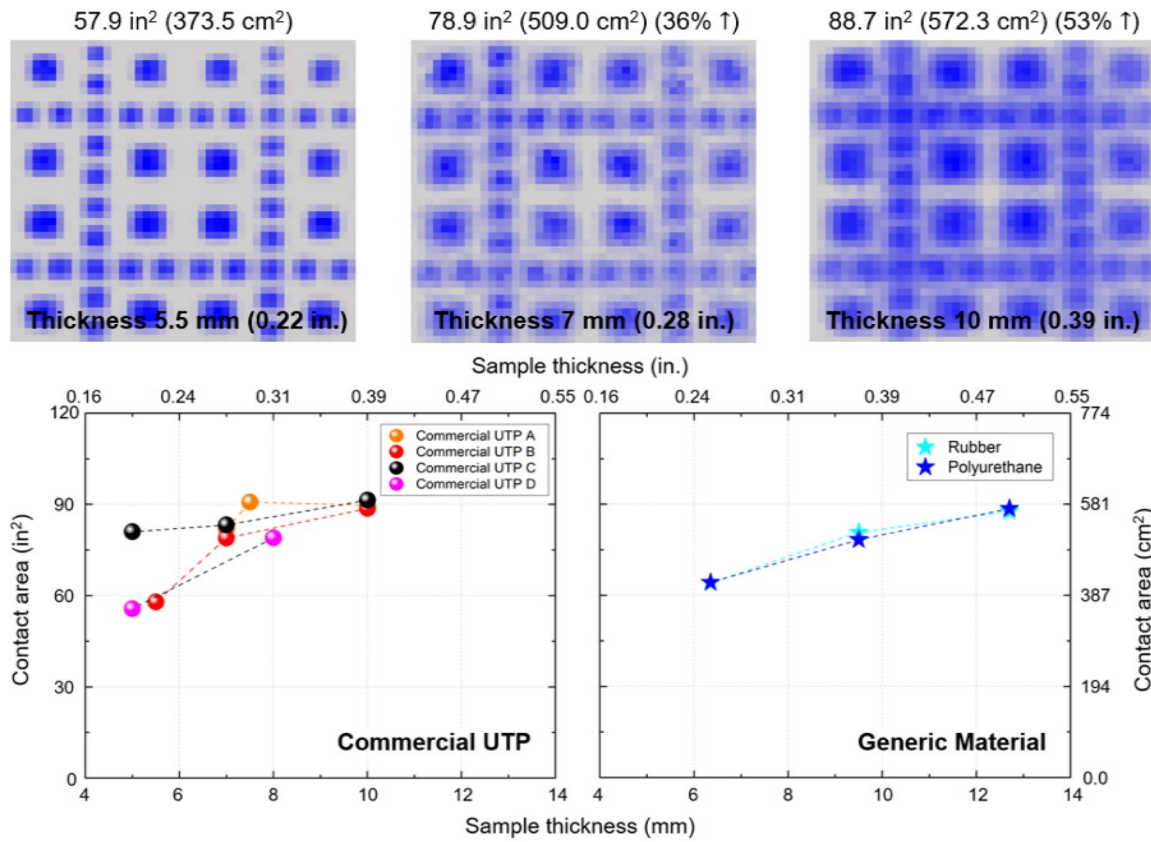 57.9 in² (373.5 cm²)
78.9 in² (509.0 cm²) (36% ↑)
88.7 in² (572.3 cm²) (53% ↑)
Thickness 5.5 mm (0.22 in.)
Thickness 7 mm (0.28 in.)
Thickness 10 mm (0.39 in.)
Sample thickness (in.)
0.16 0.24 0.31 0.39 0.47 0.55
0.16 0.24 0.31 0.39 0.47 0.55
Contact area (in²)
120
90
60
30
0
Commercial UTP A
Commercial UTP B
Commercial UTP C
Commercial UTP D
Commercial UTP
4 6 8 10 12 14
Rubber
Polyurethane
Generic Material
4 6 8 10 12 14
774
581
387
194
0.0
Contact area (cm²)
Sample thickness (mm)